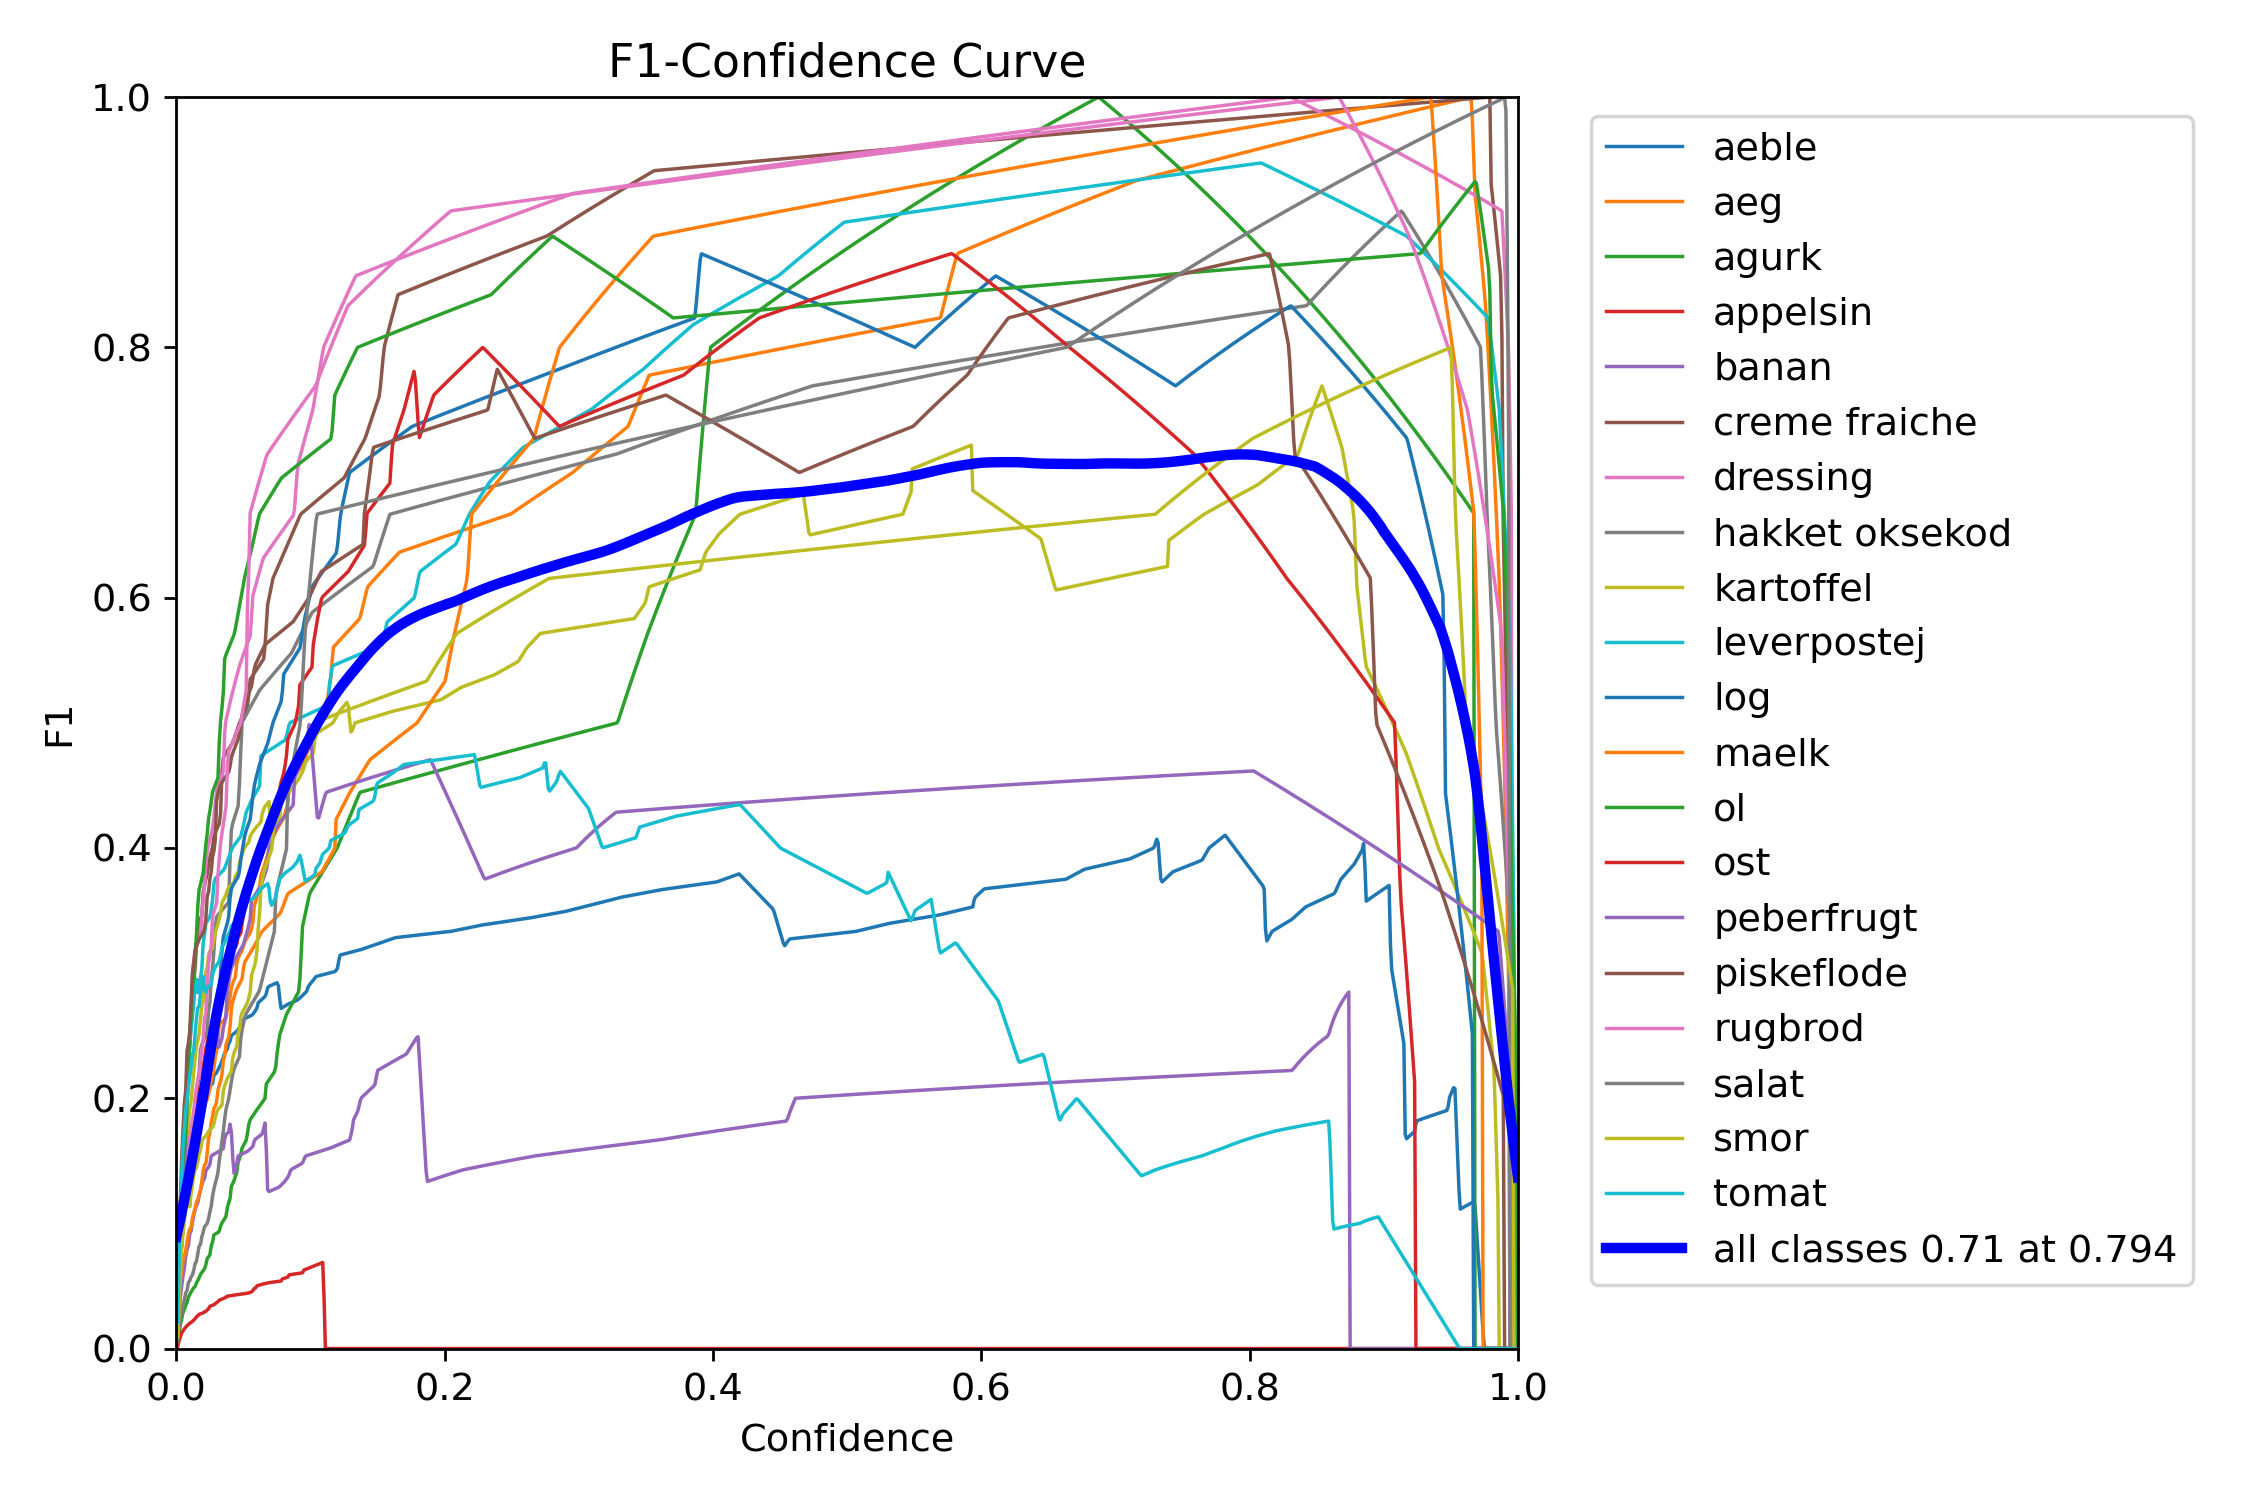 F1-Confidence Curve
1.0
0.8
0.6
0.4
0.2
0.0
F1
0.0 0.2 0.4 0.6 0.8 1.0
Confidence
aeble
aeg
agurk
appelsin
banan
creme fraiche
dressing
hakket oksekod
kartoffel
leverpostej
log
maelk
ol
ost
peberfrugt
piskeflode
rugbrod
salat
smor
tomat
all classes 0.71 at 0.794